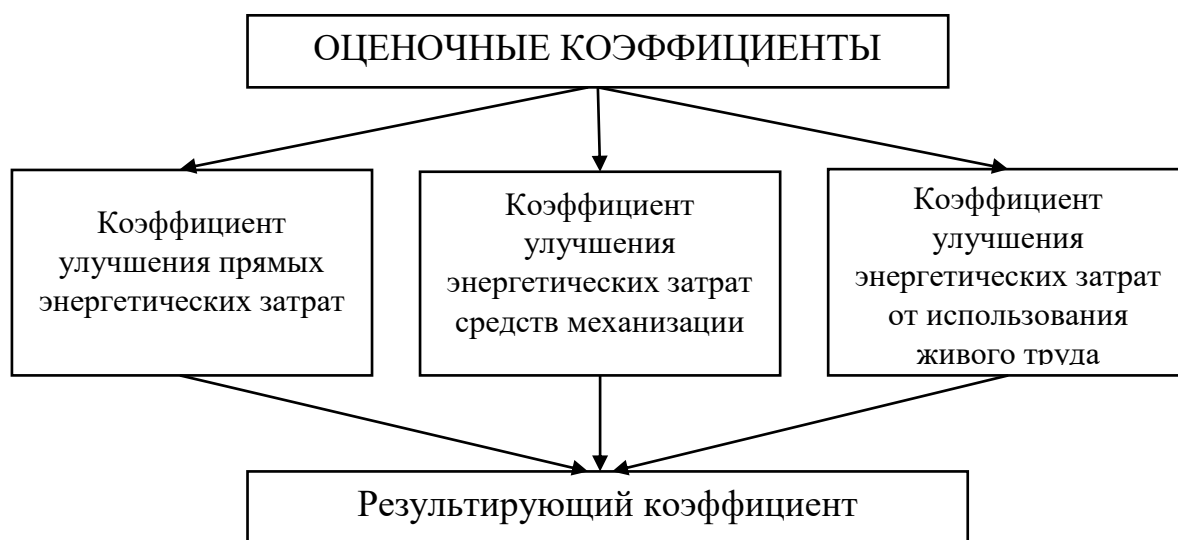 ОЦЕНОЧНЫЕ КОЭФФИЦИЕНТЫ
Коэффициент
улучшения прямых
энергетических затрат
Коэффициент
улучшения
энергетических затрат
средств механизации
Коэффициент
улучшения
энергетических затрат
от использования
живого труда
Результирующий коэффициент